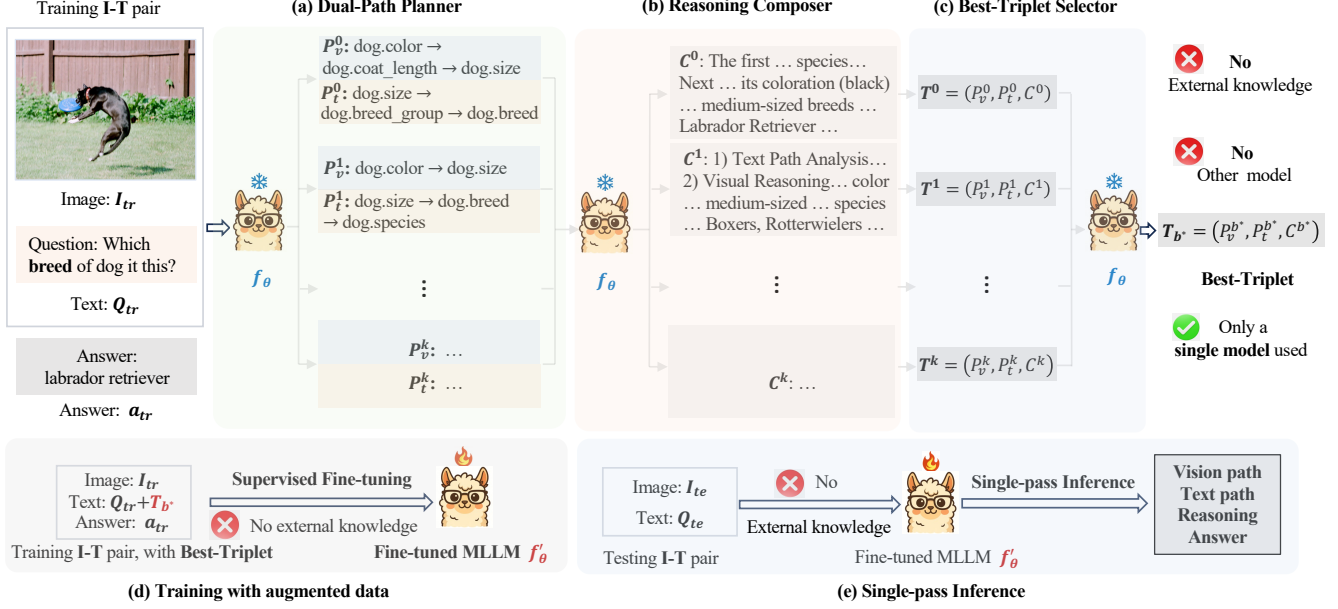 Training I-T pair
Image: I_tr
Question: Which
breed of dog it this?
Text: Q_tr
Answer:
labrador retriever
Answer: a_tr
(a) Dual-Path Planner
f_θ
P_v^0: dog.color →
dog.coat_length → dog.size
P_t^0: dog.size →
dog.breed_group → dog.breed
P_v^1: dog.color → dog.size
P_t^1: dog.size → dog.breed
→ dog.species
⋮
P_v^k: …
P_t^k: …
(b) Reasoning Composer
f_θ
C^0: The first … species…
Next … its coloration (black)
… medium-sized breeds …
Labrador Retriever …
C^1: 1) Text Path Analysis…
2) Visual Reasoning… color
… medium-sized … species
… Boxers, Rotterwielers …
⋮
C^k: …
(c) Best-Triplet Selector
T^0 = (P_v^0, P_t^0, C^0)
T^1 = (P_v^1, P_t^1, C^1)
⋮
T^k = (P_v^k, P_t^k, C^k)
f_θ
No
External knowledge
No
Other model
T_b* = (P_v^b*, P_t^b*, C^b*)
Best-Triplet
Only a
single model used
Image: I_tr
Text: Q_tr+T_b*
Answer: a_tr
Training I-T pair, with Best-Triplet
Supervised Fine-tuning
No external knowledge
Fine-tuned MLLM f'_θ
(d) Training with augmented data
Image: I_te
Text: Q_te
Testing I-T pair
No
External knowledge
Fine-tuned MLLM f'_θ
Single-pass Inference
Vision path
Text path
Reasoning
Answer
(e) Single-pass Inference